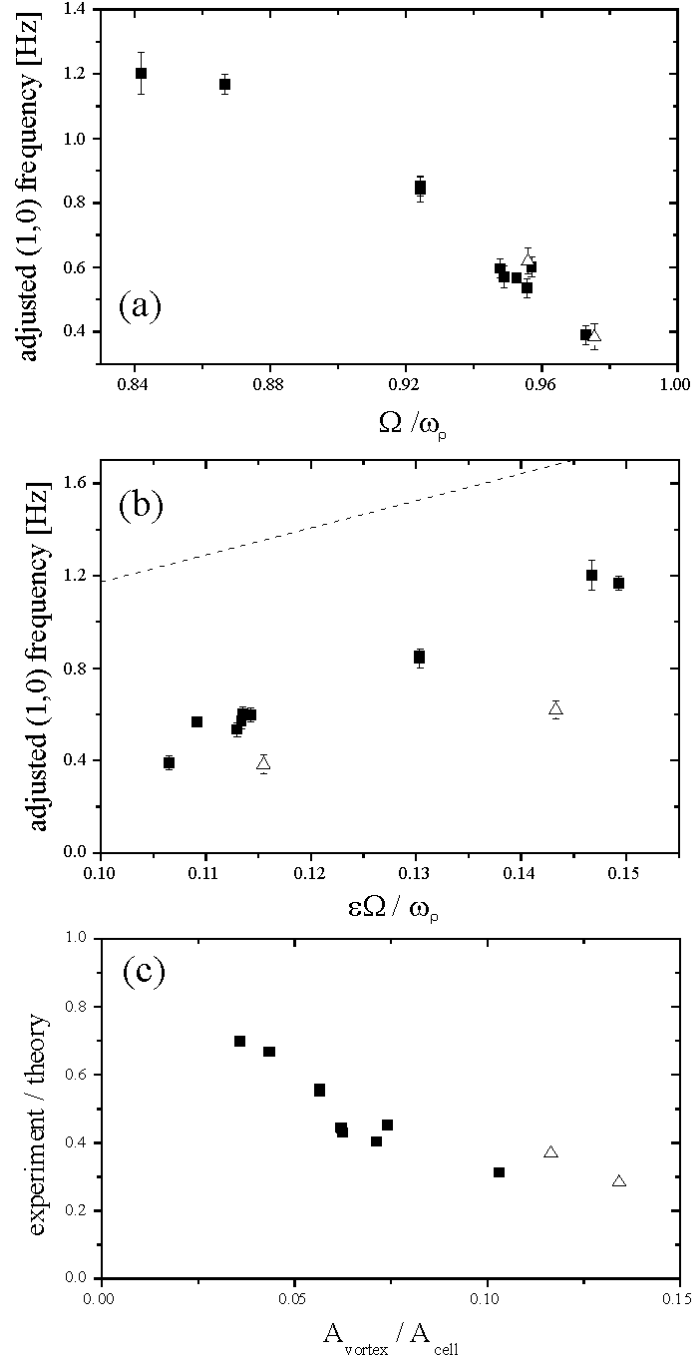 1.4
1.2
1.0
0.8
0.6
0.4
adjusted (1,0) frequency [Hz]
(a)
0.84 0.88 0.92 0.96 1.00
Ω /ωρ
1.6
1.2
0.8
0.4
0.0
adjusted (1,0) frequency [Hz]
(b)
0.10 0.11 0.12 0.13 0.14 0.15
εΩ / ωρ
1.0
0.8
0.6
0.4
0.2
0.0
experiment / theory
(c)
0.00 0.05 0.10 0.15
Avortex / Acell